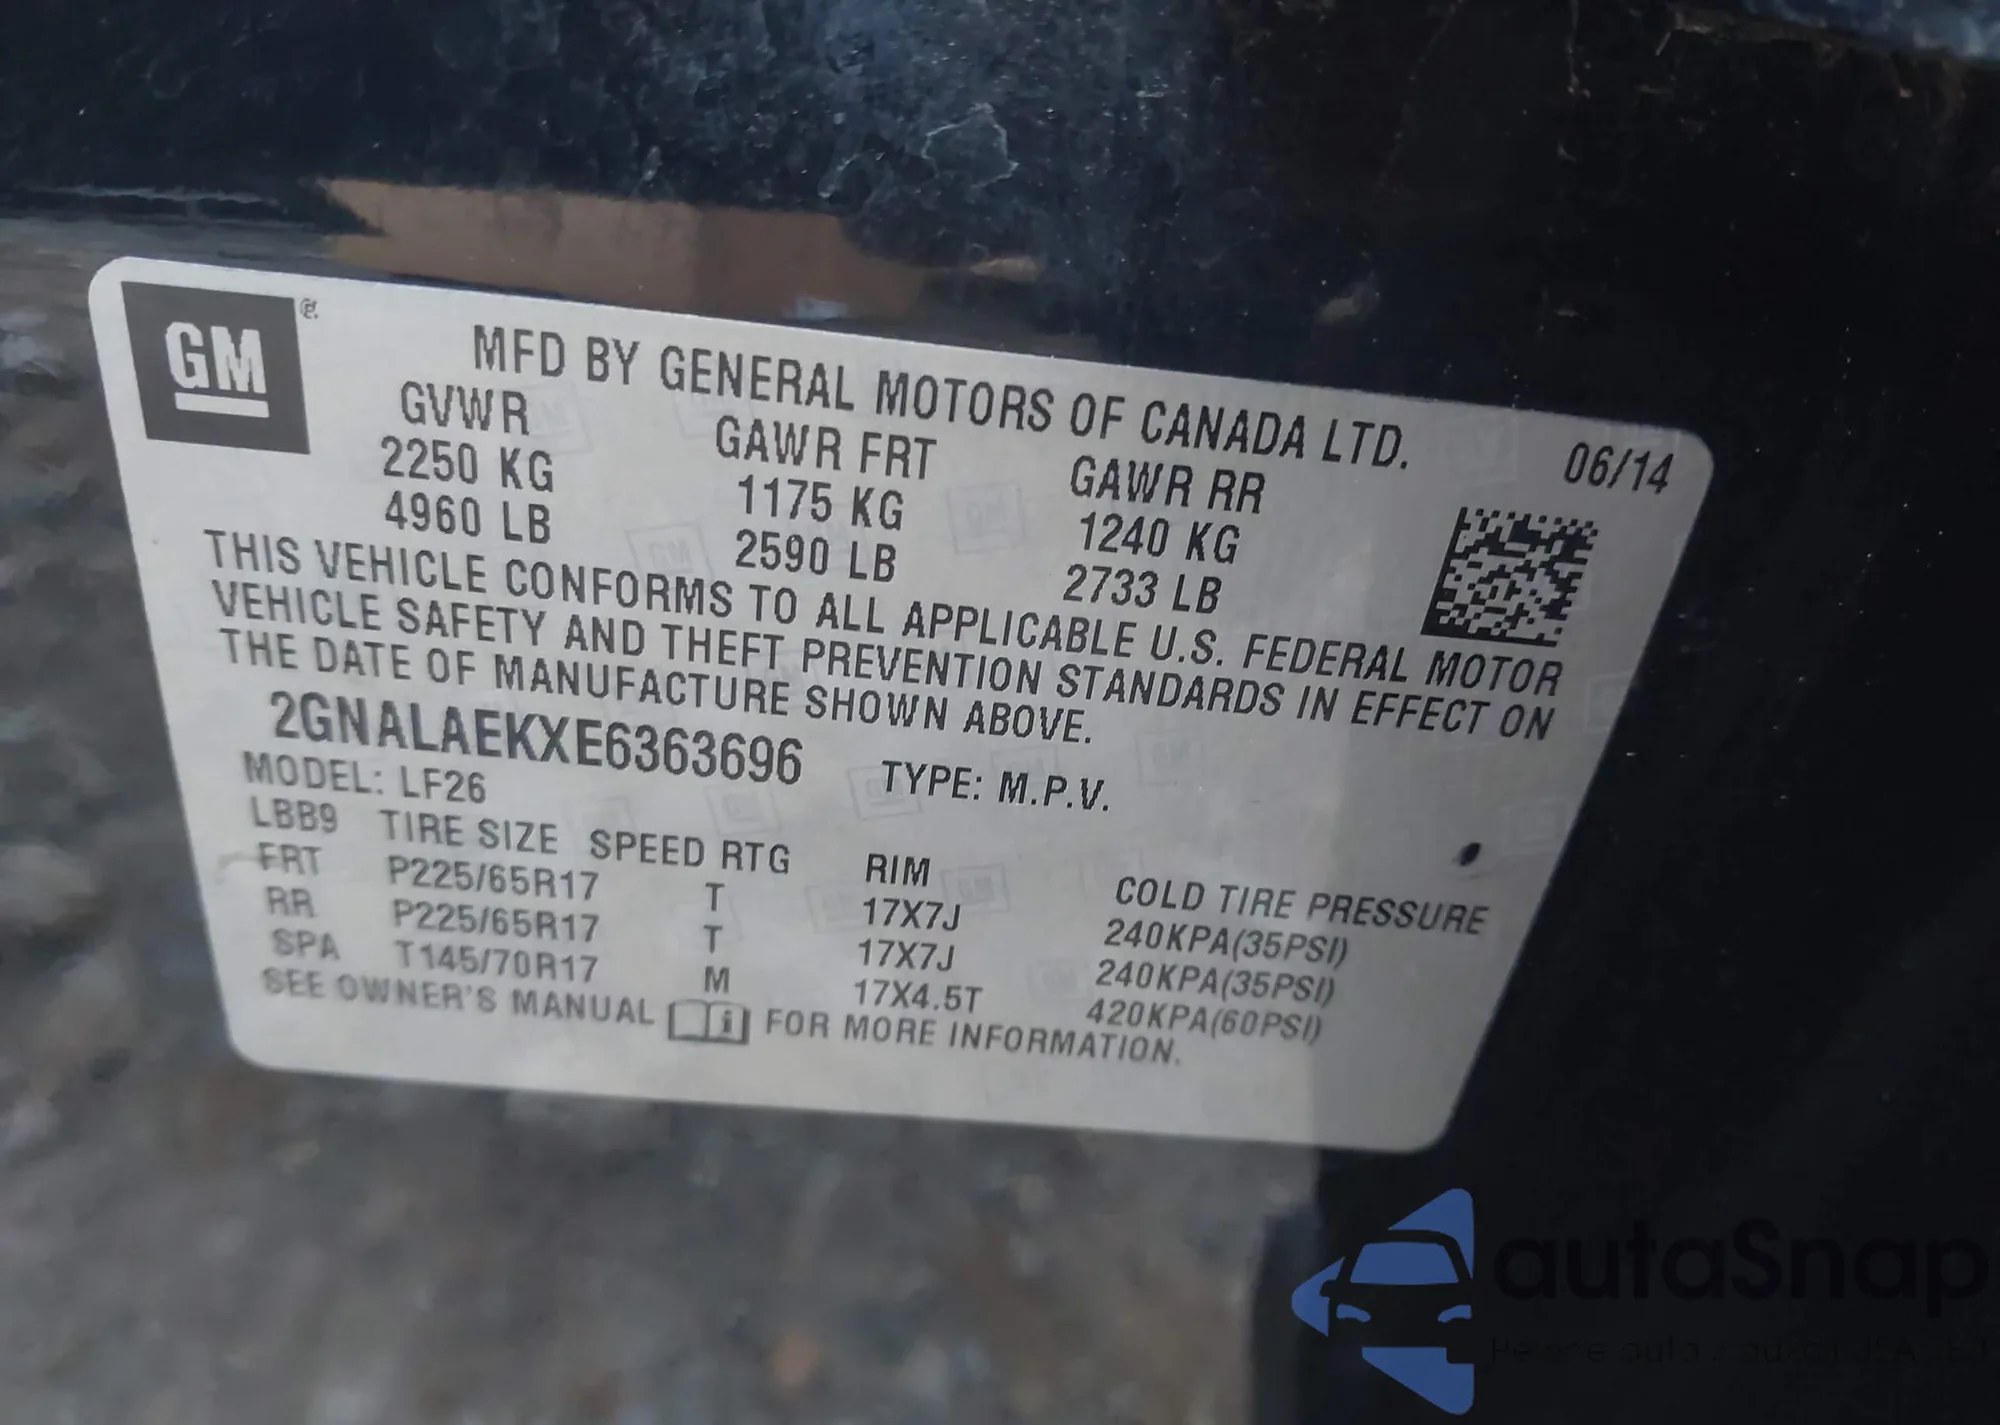 GM
MFD BY GENERAL MOTORS OF CANADA LTD.
06/14
GVWR GAWR FRT GAWR RR
2250 KG 1175 KG 1240 KG
4960 LB 2590 LB 2733 LB
THIS VEHICLE CONFORMS TO ALL APPLICABLE U.S. FEDERAL MOTOR
VEHICLE SAFETY AND THEFT PREVENTION STANDARDS IN EFFECT ON
THE DATE OF MANUFACTURE SHOWN ABOVE.
2GNALAEKXE6363696 TYPE: M.P.V.
MODEL: LF26
LBB9 TIRE SIZE SPEED RTG RIM COLD TIRE PRESSURE
FRT P225/65R17 T 17X7J 240KPA(35PSI)
RR P225/65R17 T 17X7J 240KPA(35PSI)
SPA T145/70R17 M 17X4.5T 420KPA(60PSI)
SEE OWNER'S MANUAL FOR MORE INFORMATION.
autaSnap